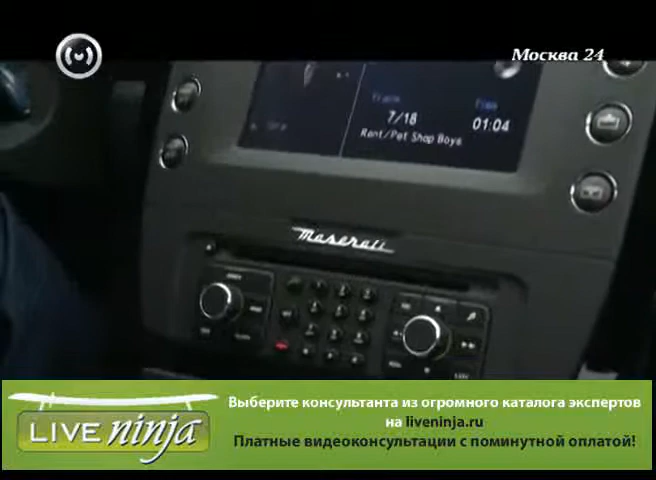 Москва 24
Track
7/18
01:04
Rent/Pet Shop Boys
Maserati
LIVE ninja
Выберите консультанта из огромного каталога экспертов
на liveninja.ru
Платные видеоконсультации с поминутной оплатой!